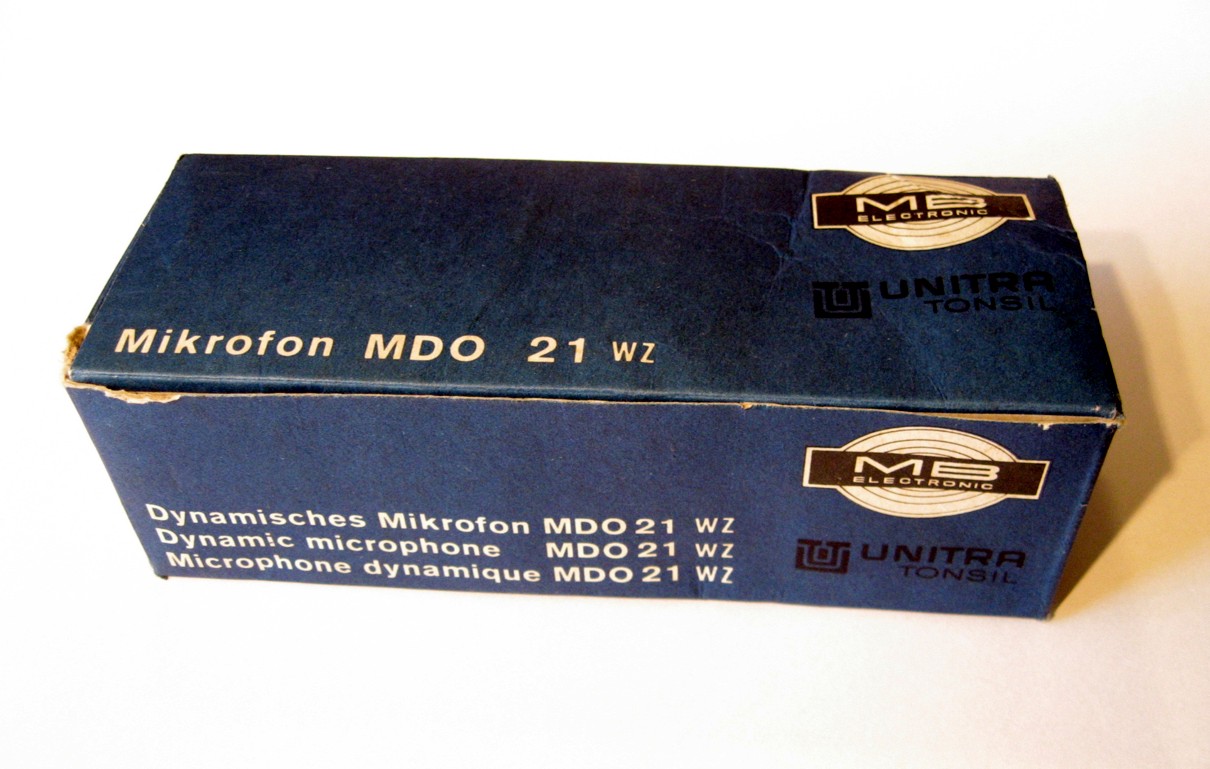 MB
ELECTRONIC
UNITRA
TONSIL
Mikrofon MDO 21 WZ
MB
ELECTRONIC
Dynamisches Mikrofon MDO 21 WZ
Dynamic microphone MDO 21 WZ
Microphone dynamique MDO 21 WZ
UNITRA
TONSIL